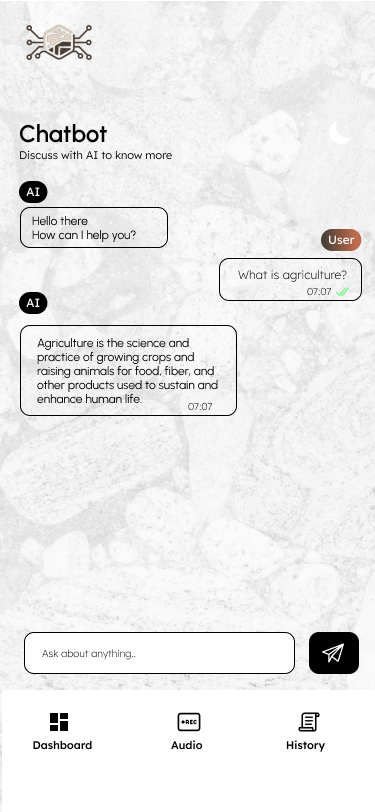 Chatbot
Discuss with AI to know more
AI
Hello there
How can I help you?
User
What is agriculture?
07:07
AI
Agriculture is the science and
practice of growing crops and
raising animals for food, fiber, and
other products used to sustain and
enhance human life.
07:07
Ask about anything..
REC
Dashboard
Audio
History